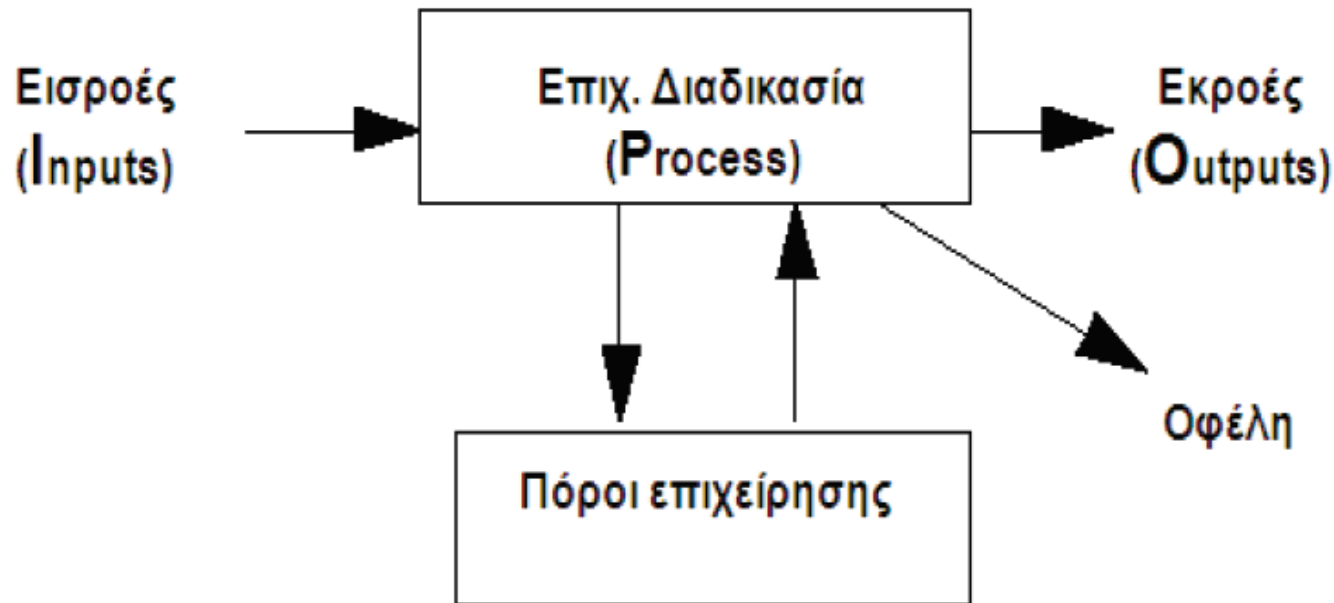 Εισροές
(Inputs)
Επιχ. Διαδικασία
(Process)
Εκροές
(Outputs)
Οφέλη
Πόροι επιχείρησης